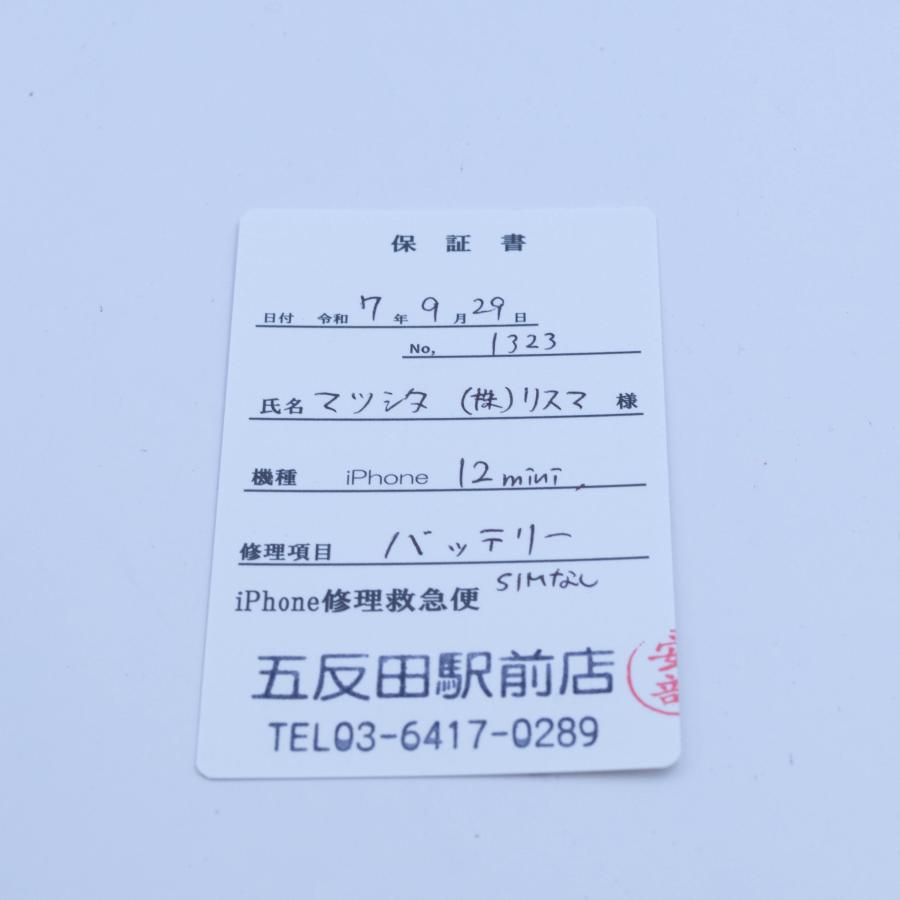 保証書
日付 令和 7 年 9 月 29 日
No, 1323
氏名 マツシタ (株)リスマ 様
機種 iPhone 12 mini
修理項目 バッテリー
SIMなし
iPhone修理救急便
五反田駅前店
安部
TEL03-6417-0289